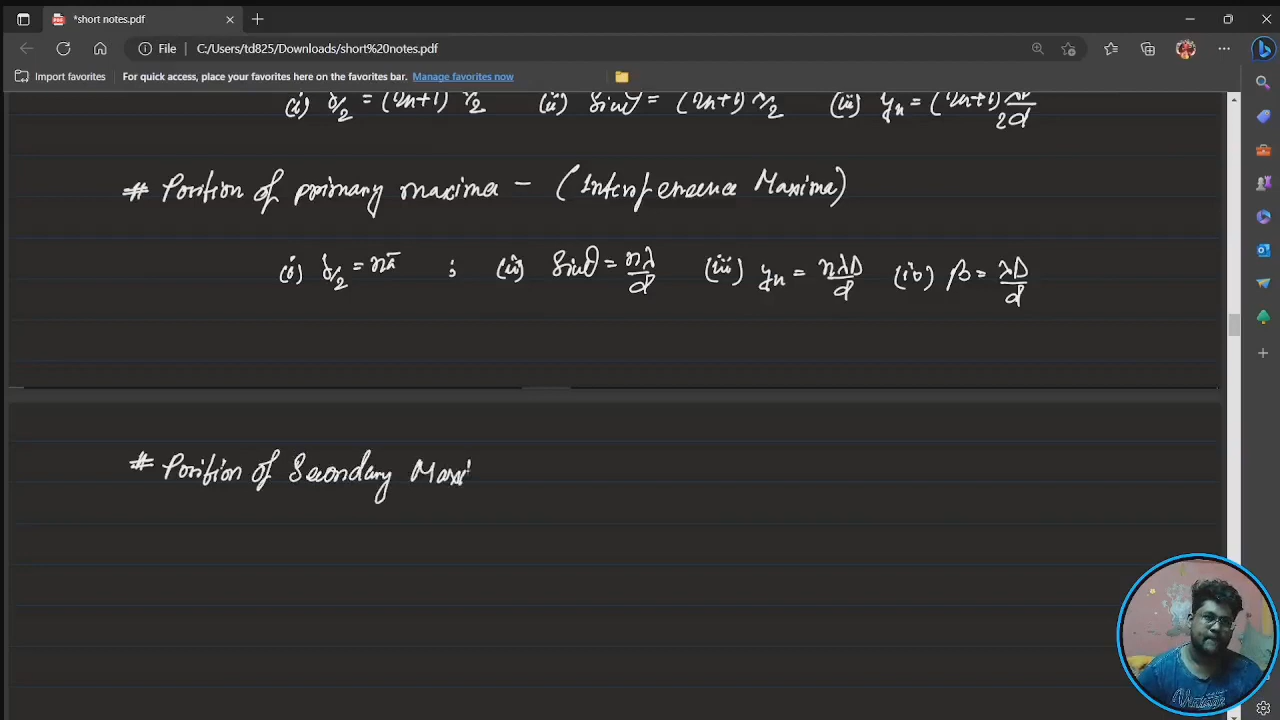 *short notes.pdf
File C:/Users/td825/Downloads/short%20notes.pdf
Import favorites For quick access, place your favorites here on the favorites bar. Manage favorites now
(i) δ/2 = (2n+1) π/2 (ii) Sinθ = (2n+1) λ/2 (iii) yn = (2n+1) λD/2d
# Position of primary maxima - (Interference Maxima)
(i) δ/2 = nπ ; (ii) Sinθ = nλ/d (iii) yn = nλD/d (iv) β = λD/d
# Position of Secondary Maxi